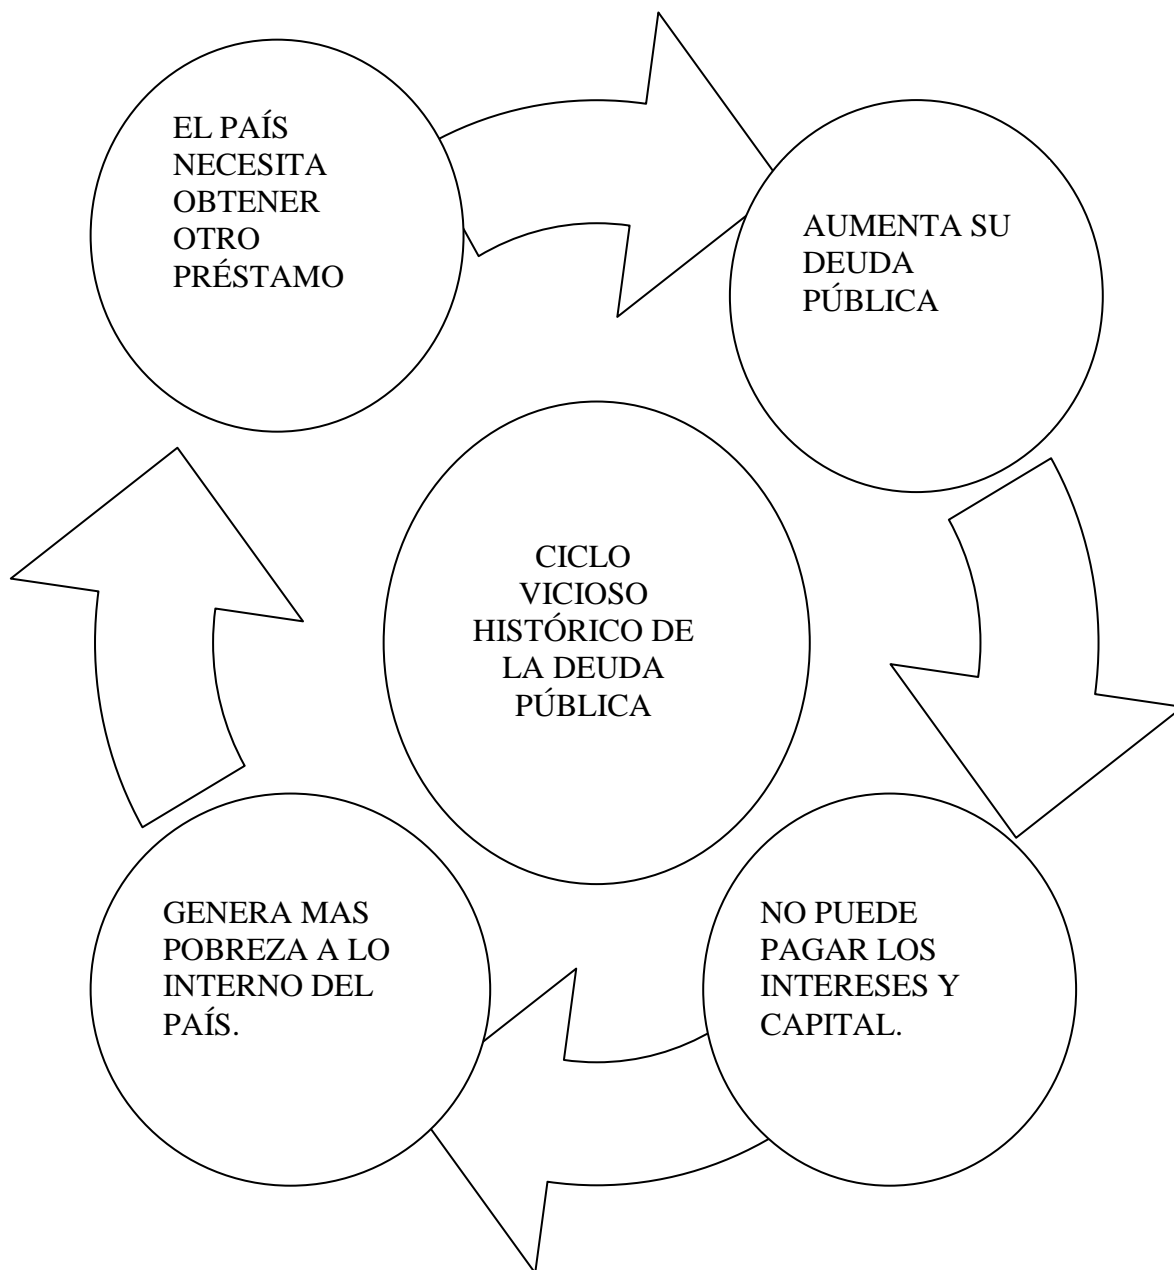 EL PAÍS
NECESITA
OBTENER
OTRO
PRÉSTAMO
AUMENTA SU
DEUDA
PÚBLICA
CICLO
VICIOSO
HISTÓRICO DE
LA DEUDA
PÚBLICA
GENERA MAS
POBREZA A LO
INTERNO DEL
PAÍS.
NO PUEDE
PAGAR LOS
INTERESES Y
CAPITAL.